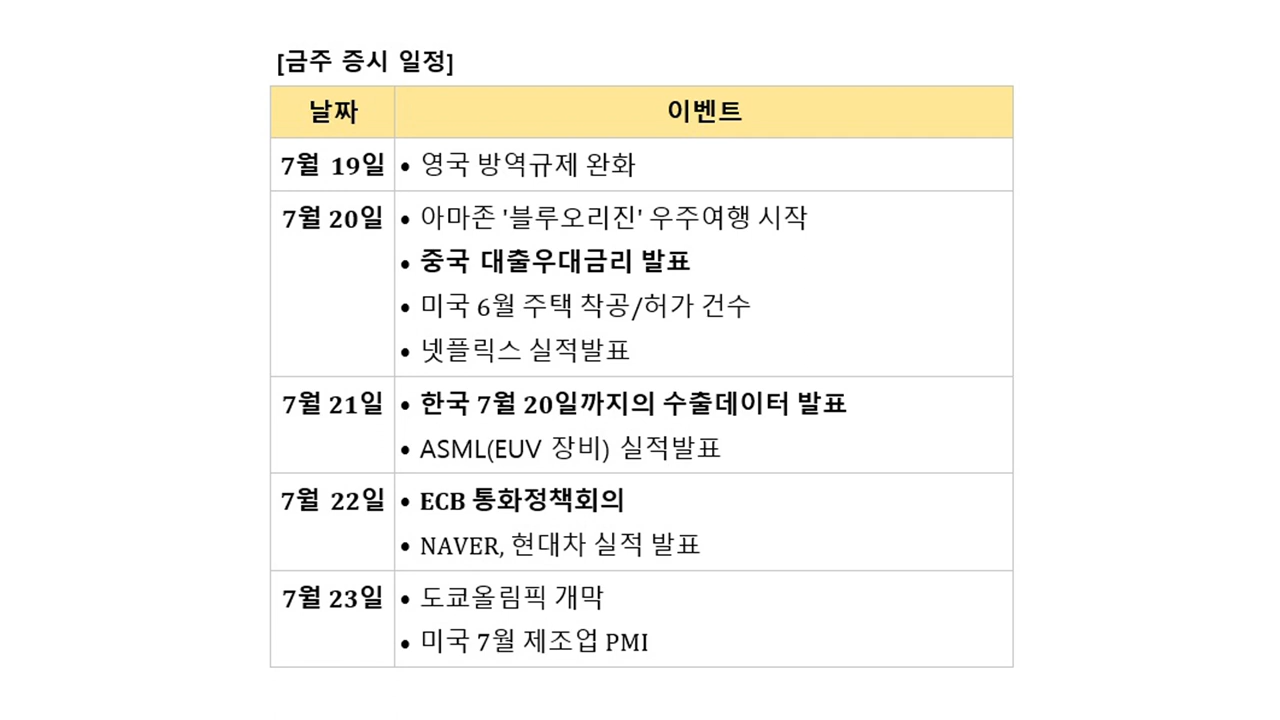 [금주 증시 일정]
날짜 이벤트
7월 19일 • 영국 방역규제 완화
7월 20일 • 아마존 '블루오리진' 우주여행 시작
• 중국 대출우대금리 발표
• 미국 6월 주택 착공/허가 건수
• 넷플릭스 실적발표
7월 21일 • 한국 7월 20일까지의 수출데이터 발표
• ASML(EUV 장비) 실적발표
7월 22일 • ECB 통화정책회의
• NAVER, 현대차 실적 발표
7월 23일 • 도쿄올림픽 개막
• 미국 7월 제조업 PMI